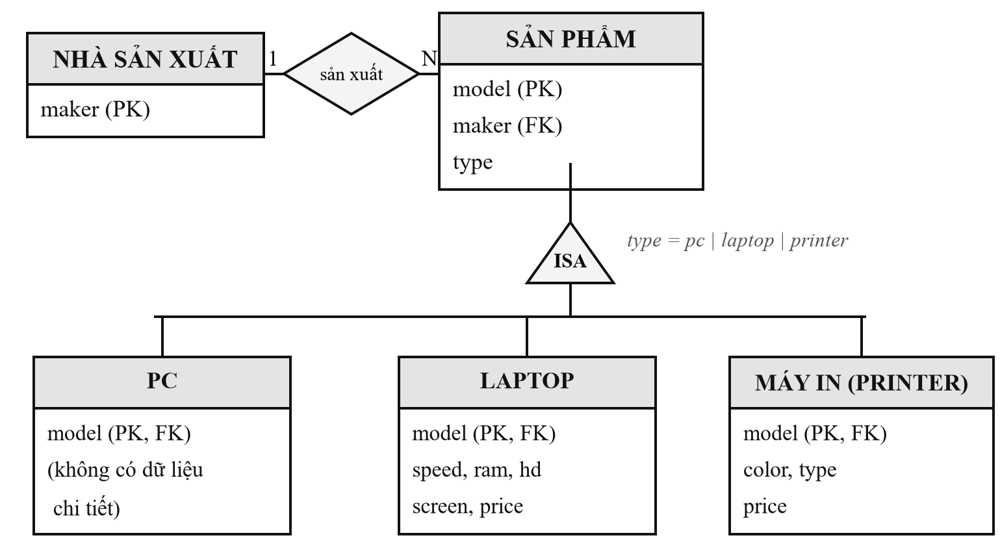 NHÀ SẢN XUẤT
maker (PK)
1
sản xuất
N
SẢN PHẨM
model (PK)
maker (FK)
type
ISA
type = pc | laptop | printer
PC
model (PK, FK)
(không có dữ liệu
chi tiết)
LAPTOP
model (PK, FK)
speed, ram, hd
screen, price
MÁY IN (PRINTER)
model (PK, FK)
color, type
price